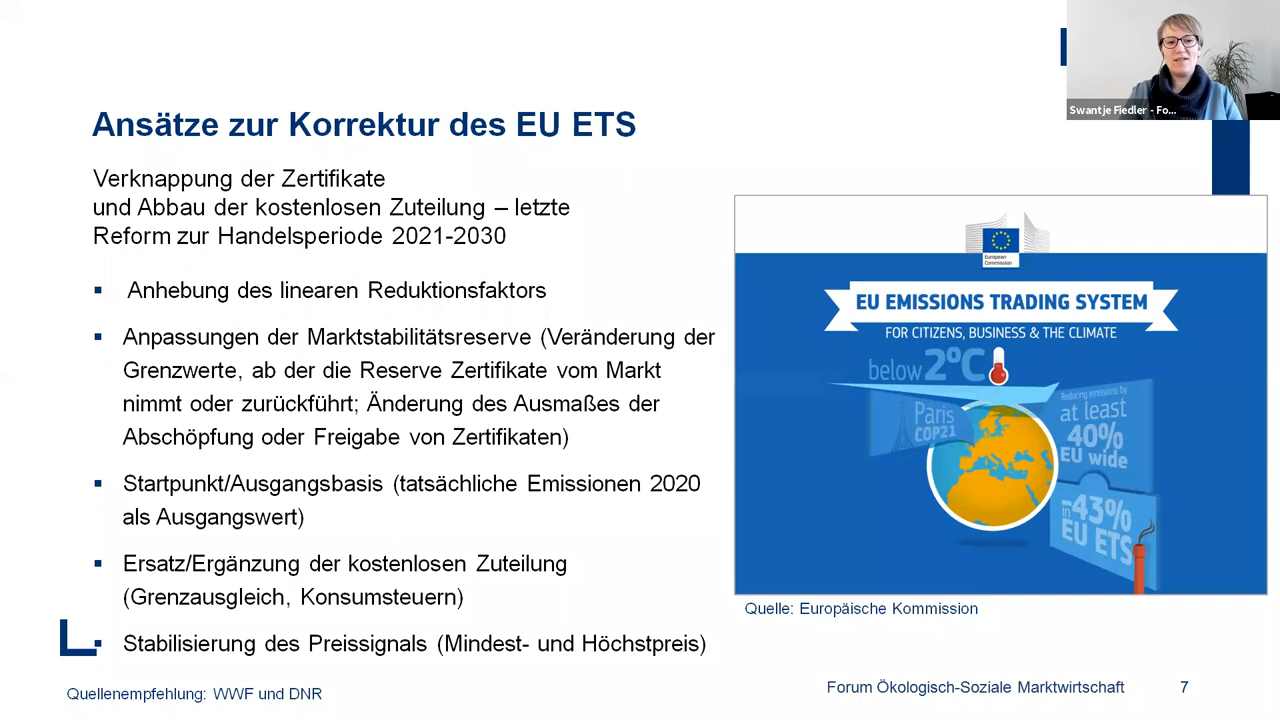 Swantje Fiedler - Fo...
Ansätze zur Korrektur des EU ETS
Verknappung der Zertifikate
und Abbau der kostenlosen Zuteilung – letzte
Reform zur Handelsperiode 2021-2030
▪ Anhebung des linearen Reduktionsfaktors
▪ Anpassungen der Marktstabilitätsreserve (Veränderung der
Grenzwerte, ab der die Reserve Zertifikate vom Markt
nimmt oder zurückführt; Änderung des Ausmaßes der
Abschöpfung oder Freigabe von Zertifikaten)
▪ Startpunkt/Ausgangsbasis (tatsächliche Emissionen 2020
als Ausgangswert)
▪ Ersatz/Ergänzung der kostenlosen Zuteilung
(Grenzausgleich, Konsumsteuern)
▪ Stabilisierung des Preissignals (Mindest- und Höchstpreis)
European
Commission
EU EMISSIONS TRADING SYSTEM
FOR CITIZENS, BUSINESS & THE CLIMATE
below 2°C
Paris
COP21
Reducing emissions by
at least
40%
EU wide
-43%
in
EU ETS
Quelle: Europäische Kommission
Quellenempfehlung: WWF und DNR
Forum Ökologisch-Soziale Marktwirtschaft
7